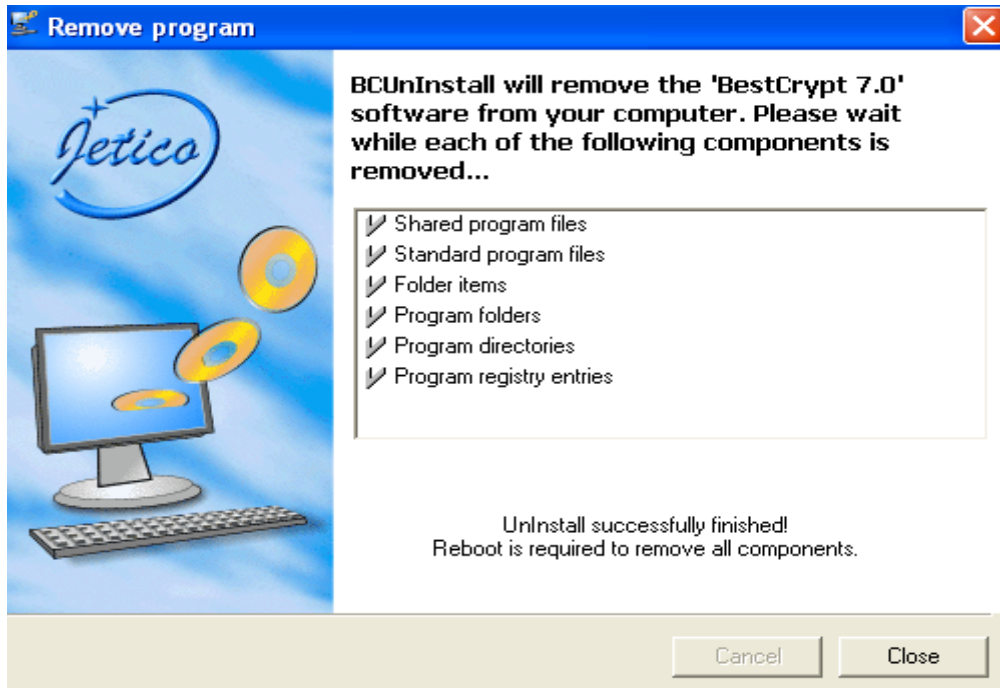 Remove program
Jetico
BCUnInstall will remove the 'BestCrypt 7.0'
software from your computer. Please wait
while each of the following components is
removed...
Shared program files
Standard program files
Folder items
Program folders
Program directories
Program registry entries
UnInstall successfully finished!
Reboot is required to remove all components.
Cancel
Close